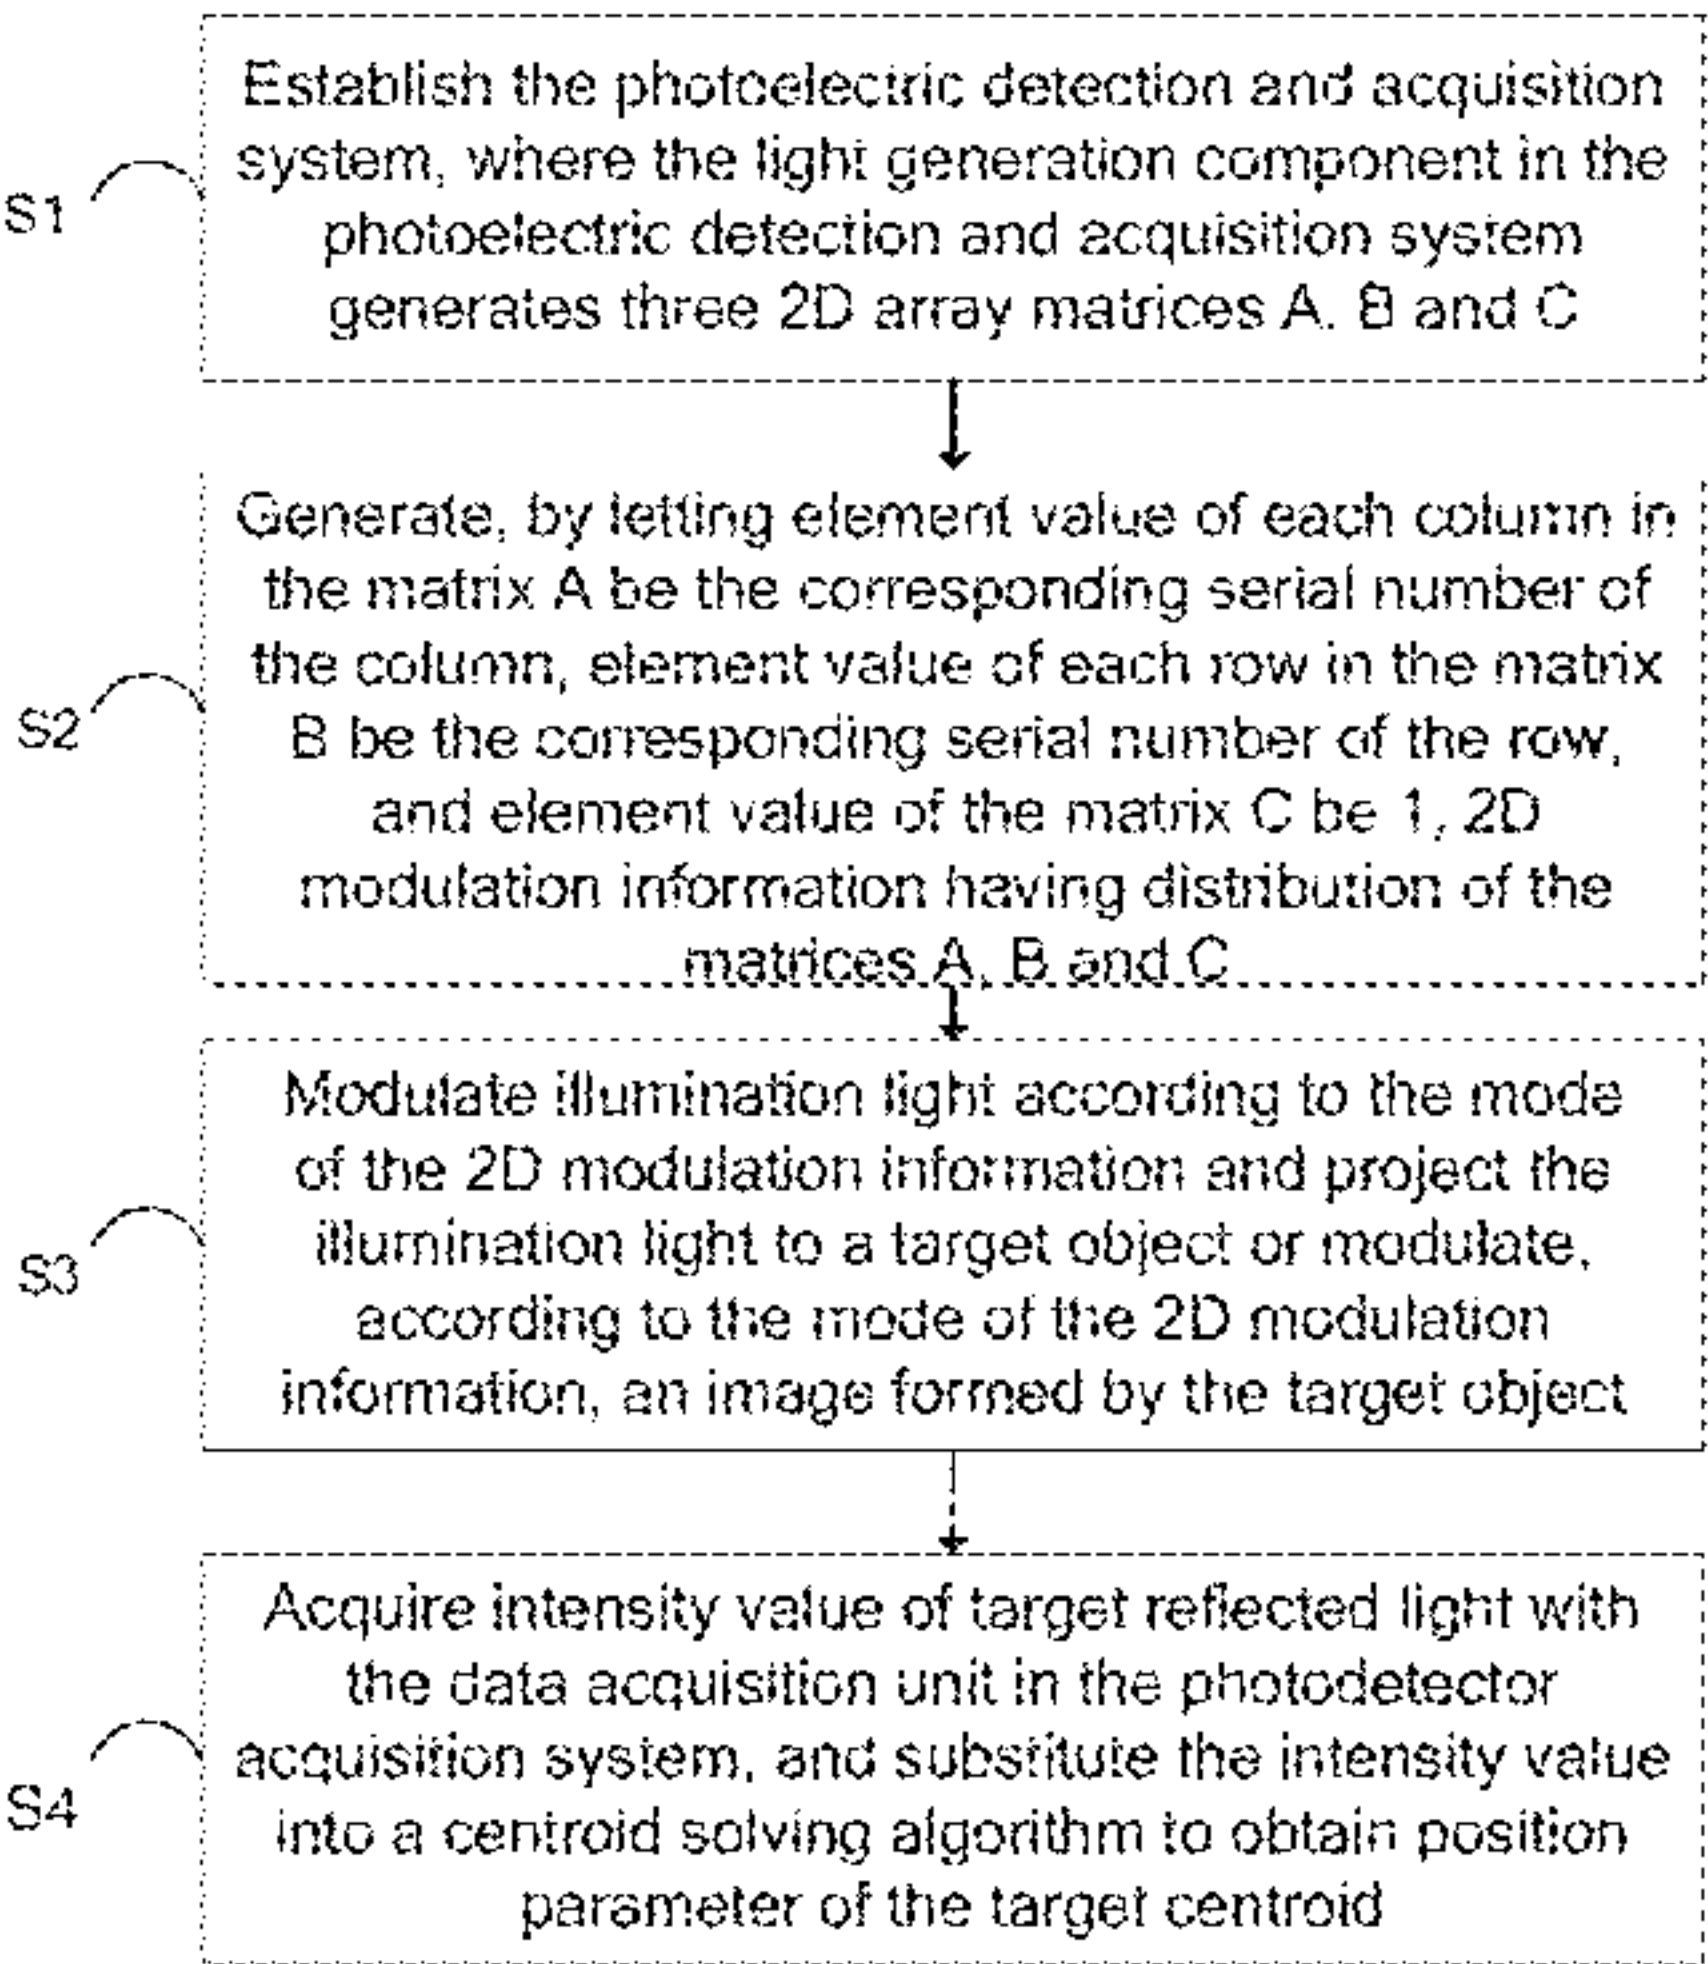 Establish the photoelectric detection and acquisition
system, where the light generation component in the
photoelectric detection and acquisition system
generates three 2D array matrices A. B and C
S1
Generate, by letting element value of each column in
the matrix A be the corresponding serial number of
the column, element value of each row in the matrix
B be the corresponding serial number of the row,
and element value of the matrix C be 1, 2D
modulation information having distribution of the
matrices A, B and C
S2
Modulate illumination light according to the mode
of the 2D modulation information and project the
illumination light to a target object or modulate,
according to the mode of the 2D modulation
information, an image formed by the target object
S3
Acquire intensity value of target reflected light with
the data acquisition unit in the photodetector
acquisition system, and substitute the intensity value
into a centroid solving algorithm to obtain position
parameter of the target centroid
S4